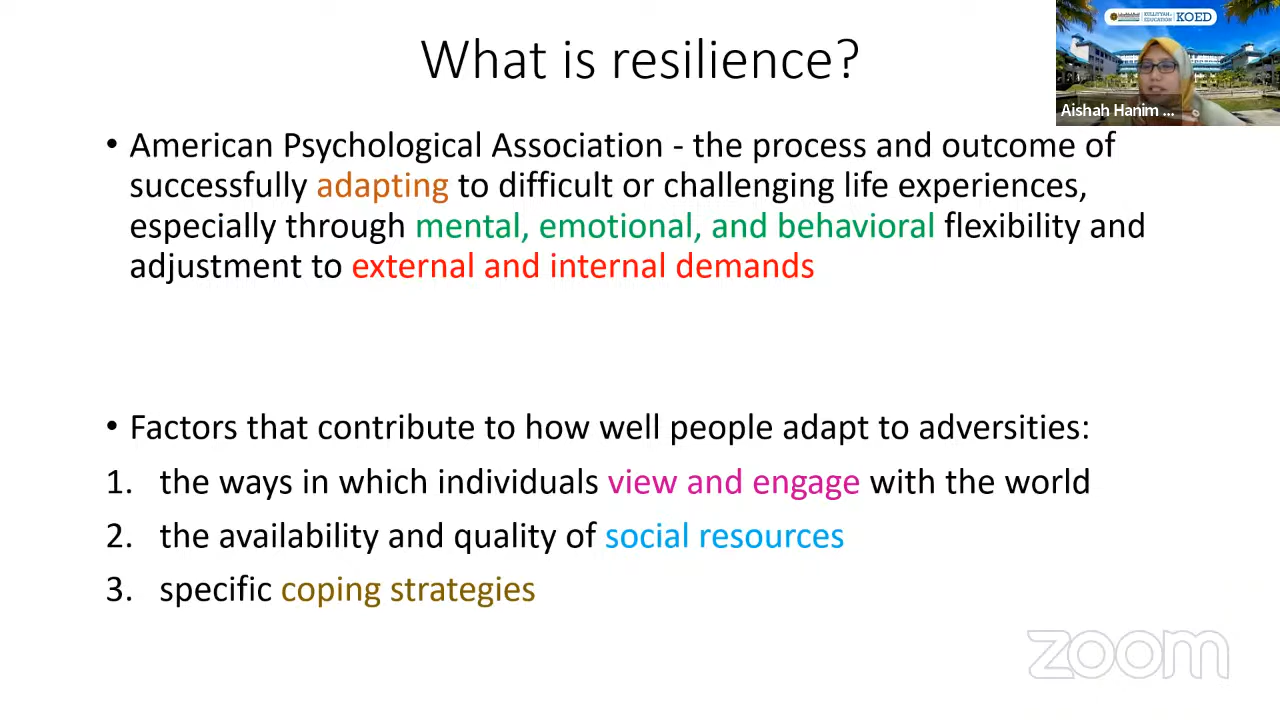 What is resilience?
KULLIYYAH of
EDUCATION
KOED
Aishah Hanim ...
• American Psychological Association - the process and outcome of
successfully adapting to difficult or challenging life experiences,
especially through mental, emotional, and behavioral flexibility and
adjustment to external and internal demands
• Factors that contribute to how well people adapt to adversities:
1. the ways in which individuals view and engage with the world
2. the availability and quality of social resources
3. specific coping strategies
zoom